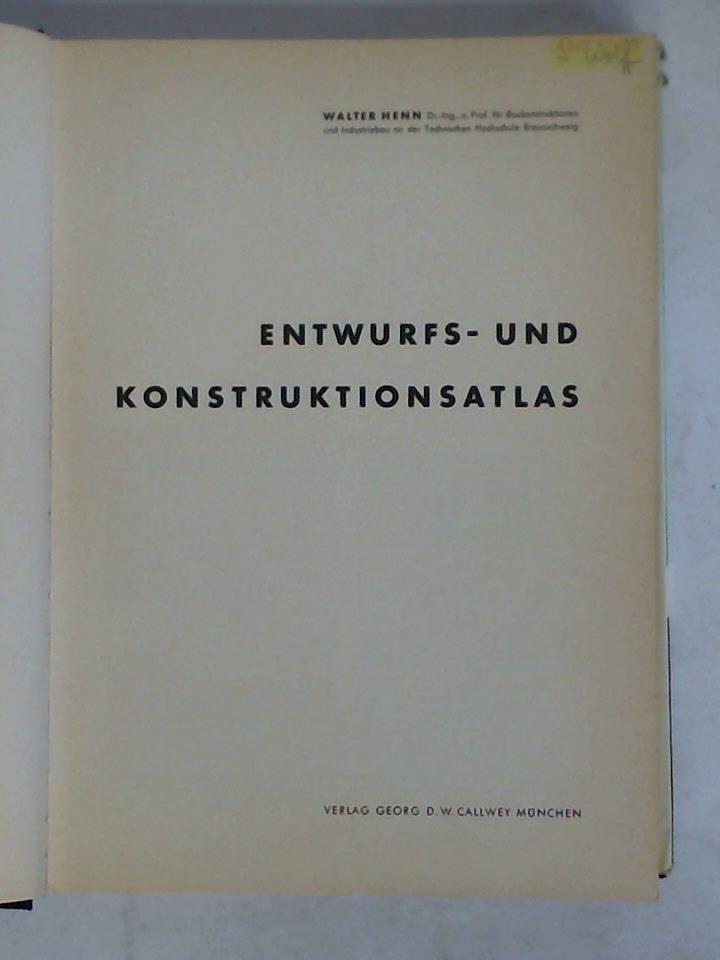 Wolff
WALTER HENN Dr.-Ing., o. Prof. für Baukonstruktionen
und Industriebau an der Technischen Hochschule Braunschweig
ENTWURFS- UND
KONSTRUKTIONSATLAS
VERLAG GEORG D. W. CALLWEY MÜNCHEN